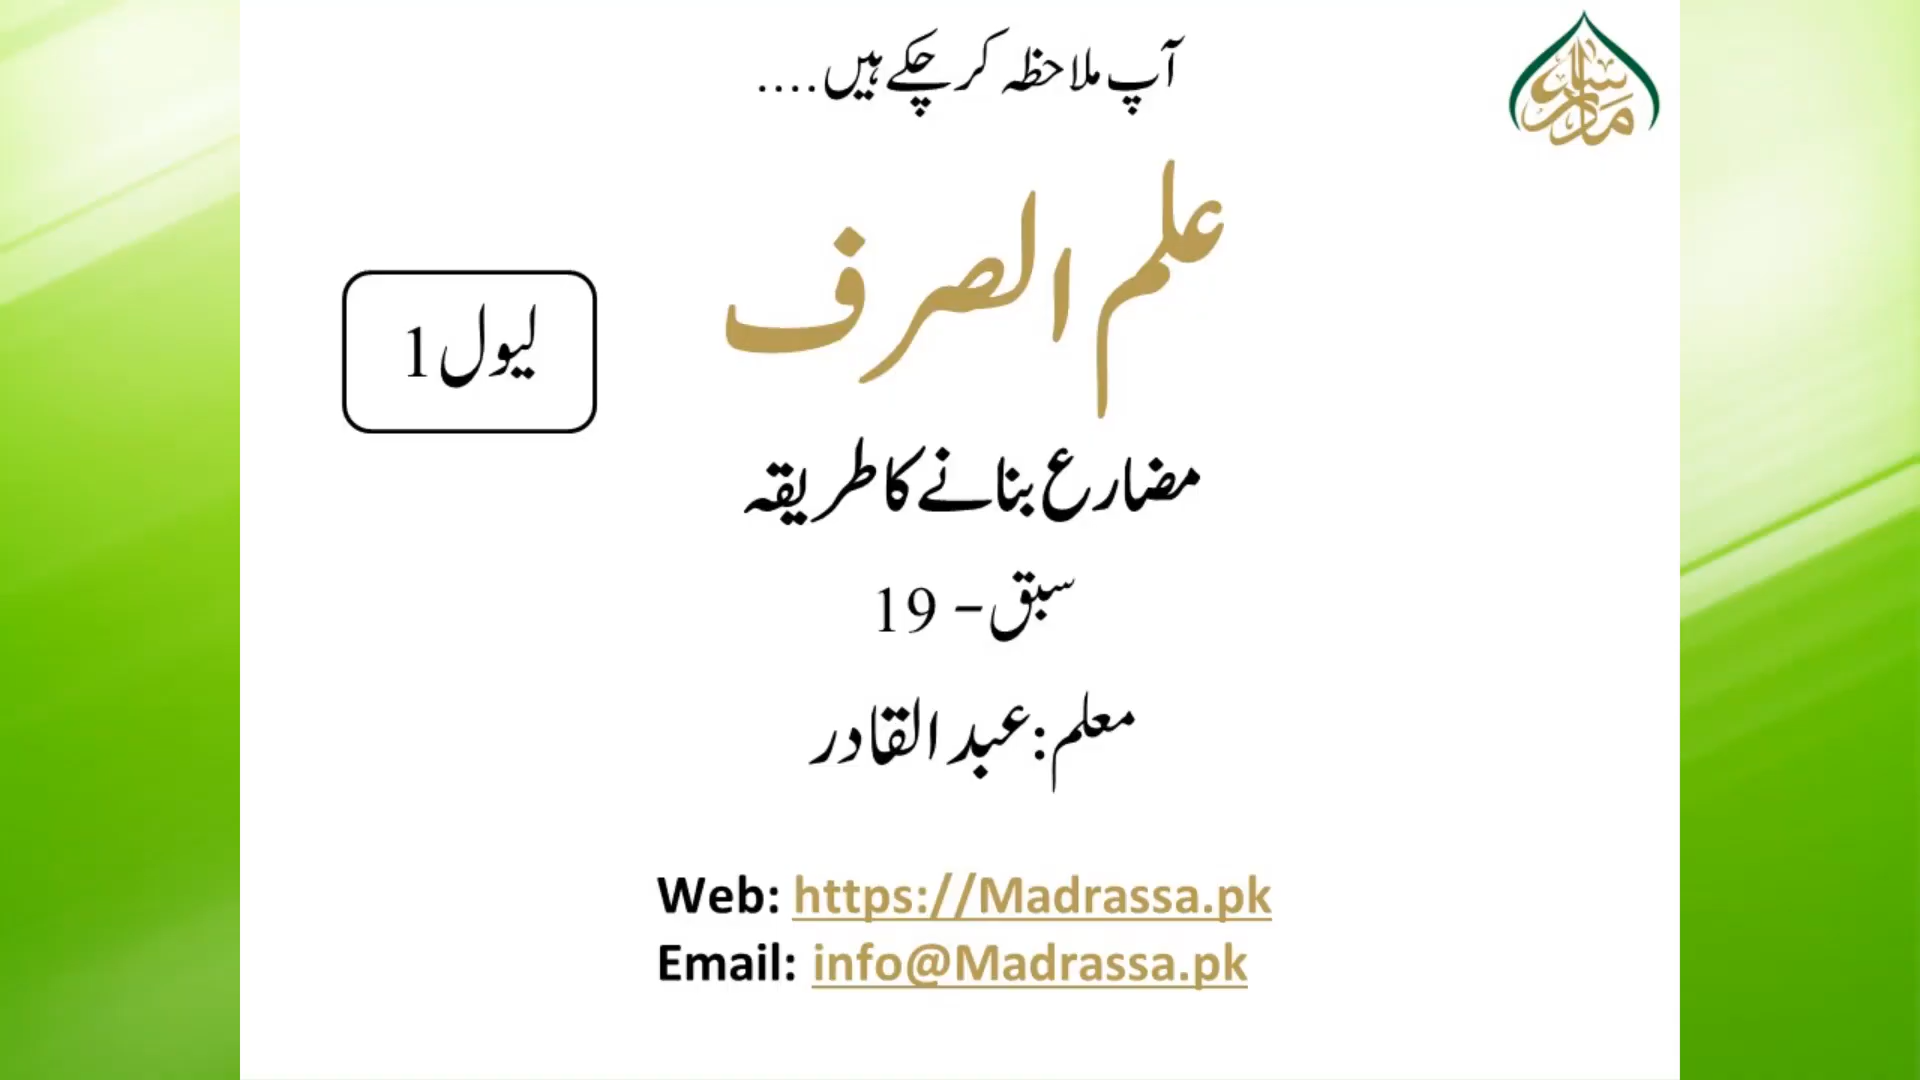 آپ ملاحظہ کر چکے ہیں....
مدرسہ
علم الصرف
لیول 1
مضارع بنانے کا طریقہ
سبق - 19
معلم: عبد القادر
Web: https://Madrassa.pk
Email: info@Madrassa.pk